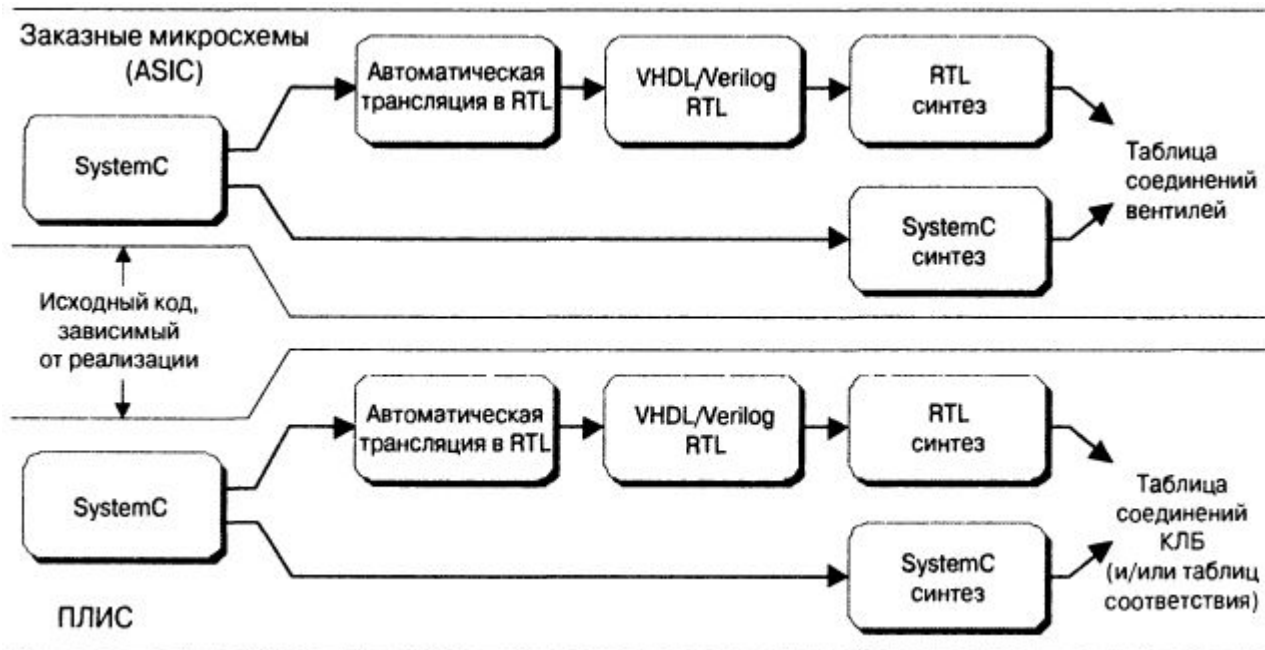 Заказные микросхемы
(ASIC)
SystemC
Автоматическая
трансляция в RTL
VHDL/Verilog
RTL
RTL
синтез
SystemC
синтез
Таблица
соединений
вентилей
Исходный код,
зависимый
от реализации
SystemC
Автоматическая
трансляция в RTL
VHDL/Verilog
RTL
RTL
синтез
SystemC
синтез
Таблица
соединений
КЛБ
(и/или таблиц
соответствия)
ПЛИС